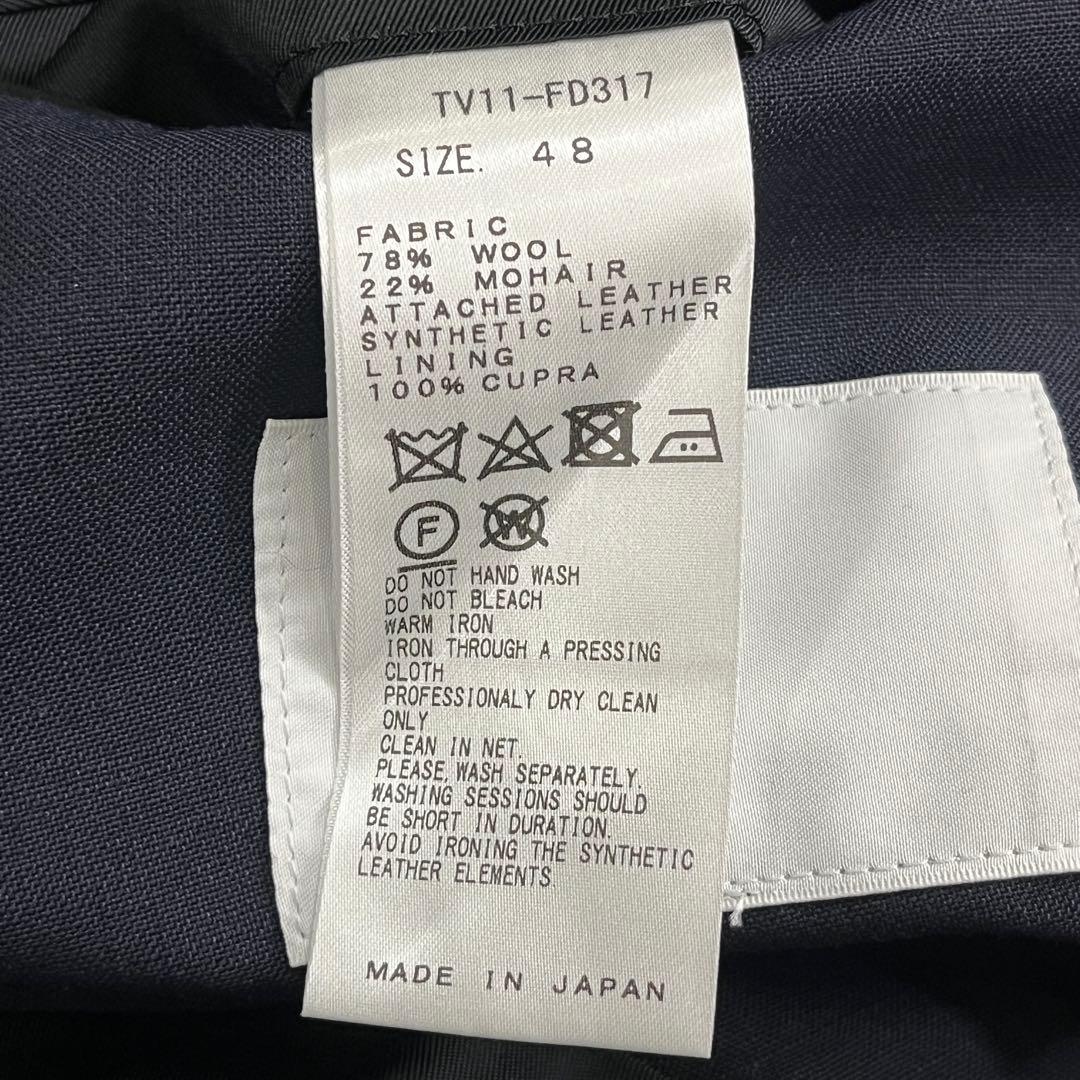 TV11-FD317
SIZE. 48
FABRIC
78% WOOL
22% MOHAIR
ATTACHED LEATHER
SYNTHETIC LEATHER
LINING
100% CUPRA
F W
DO NOT HAND WASH
DO NOT BLEACH
WARM IRON
IRON THROUGH A PRESSING
CLOTH
PROFESSIONALY DRY CLEAN
ONLY
CLEAN IN NET.
PLEASE, WASH SEPARATELY.
WASHING SESSIONS SHOULD
BE SHORT IN DURATION.
AVOID IRONING THE SYNTHETIC
LEATHER ELEMENTS
MADE IN JAPAN